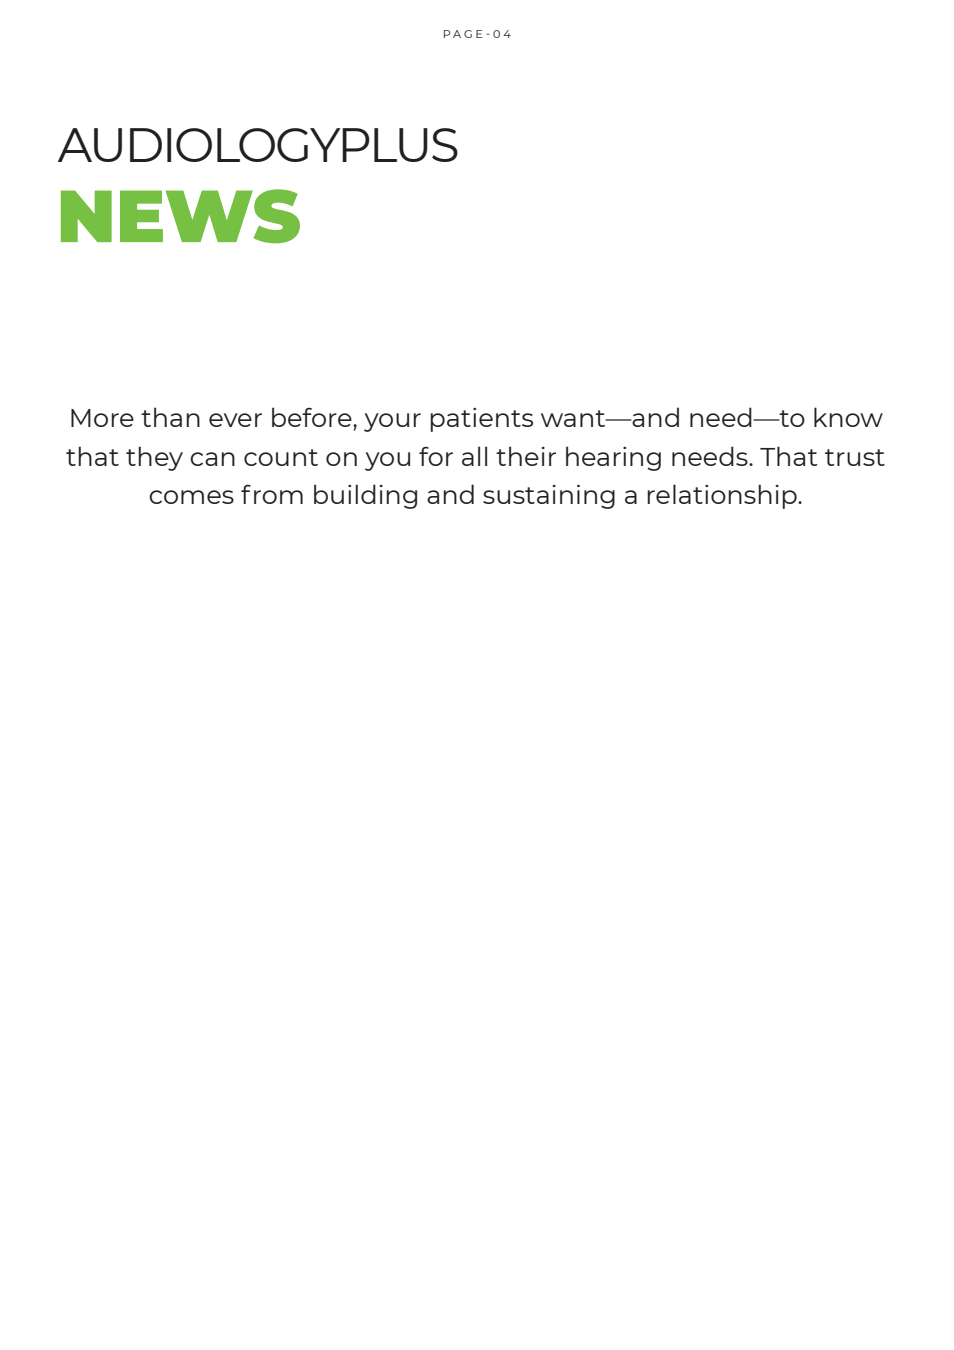 PAGE-04
AUDIOLOGYPLUS
NEWS
More than ever before, your patients want—and need—to know
that they can count on you for all their hearing needs. That trust
comes from building and sustaining a relationship.